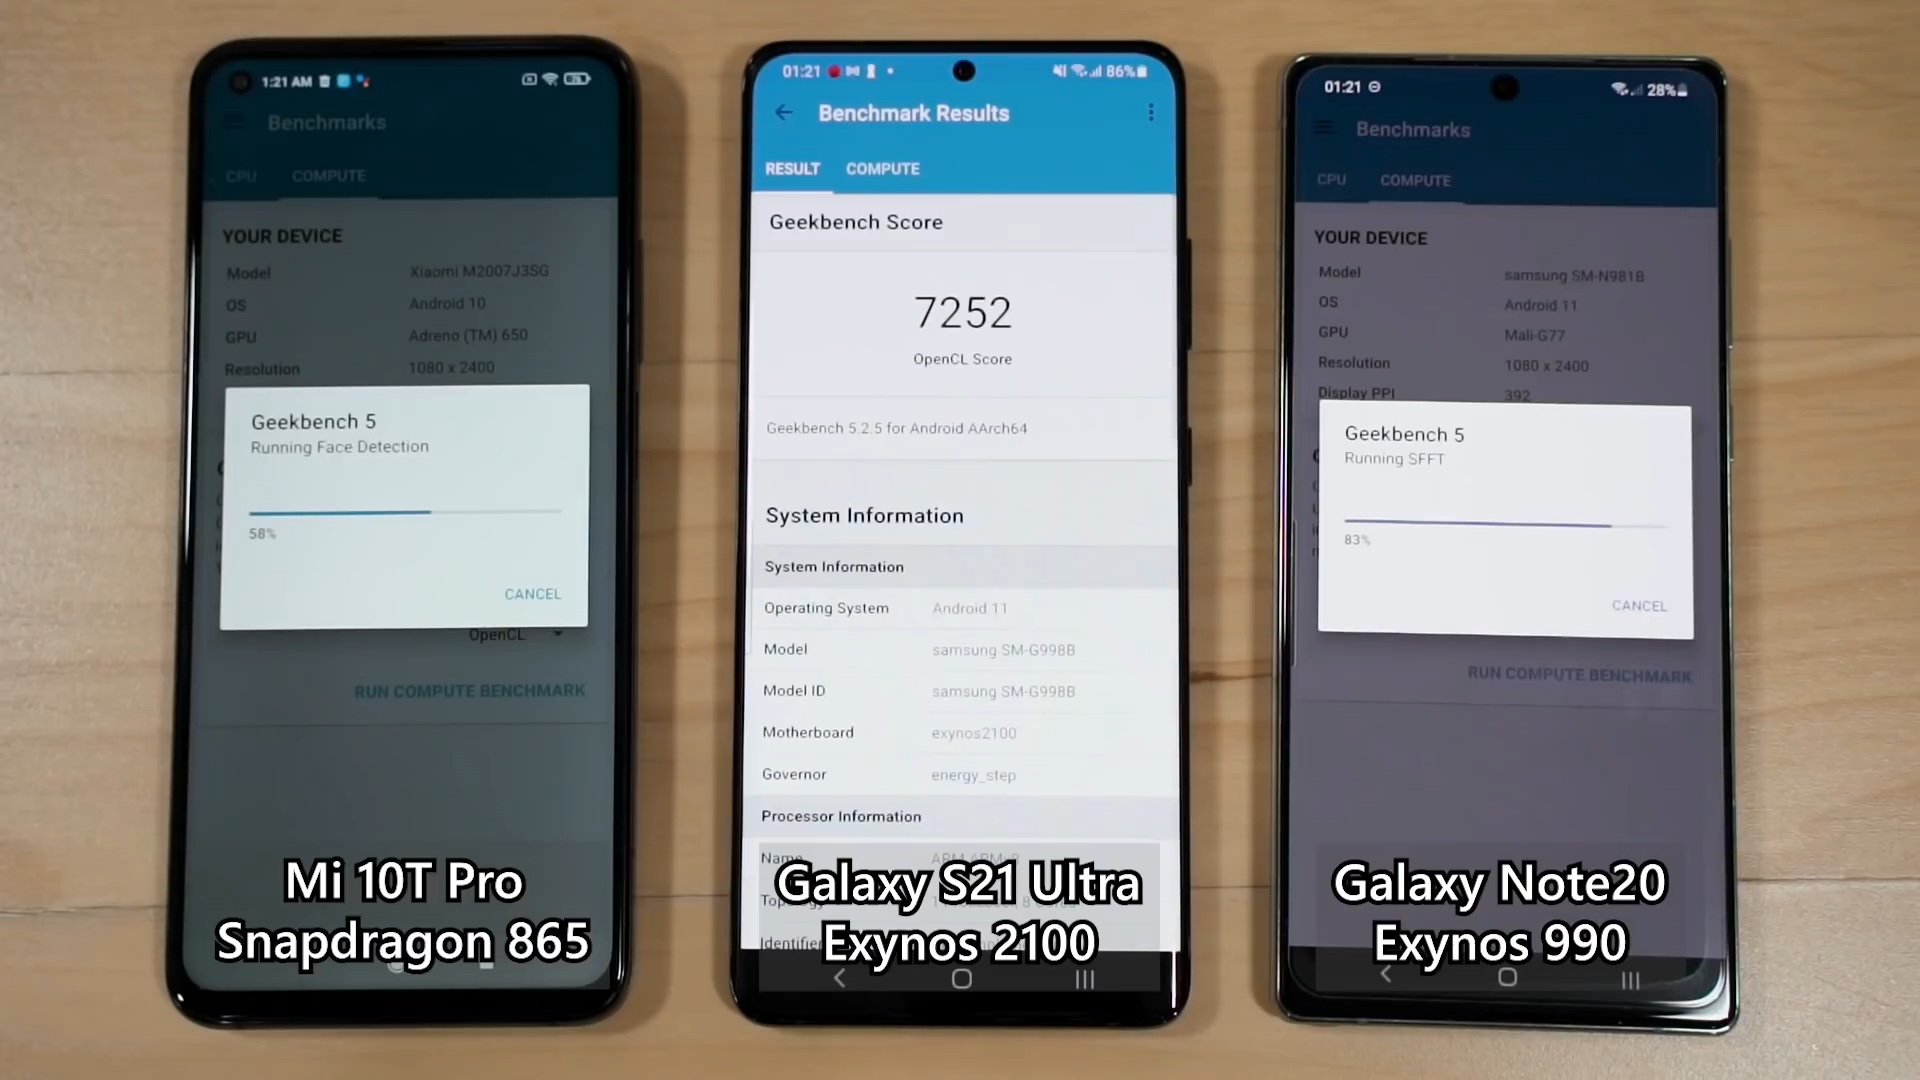 1:21 AM
Benchmarks
CPU COMPUTE
YOUR DEVICE
Model Xiaomi M2007J3SG
OS Android 10
GPU Adreno (TM) 650
Resolution 1080 x 2400
Geekbench 5
Running Face Detection
58%
CANCEL
OpenCL
RUN COMPUTE BENCHMARK
Mi 10T Pro
Snapdragon 865
01:21 86%
Benchmark Results
RESULT COMPUTE
Geekbench Score
7252
OpenCL Score
Geekbench 5.2.5 for Android AArch64
System Information
System Information
Operating System Android 11
Model samsung SM-G998B
Model ID samsung SM-G998B
Motherboard exynos2100
Governor energy_step
Processor Information
Name
Galaxy S21 Ultra
Exynos 2100
01:21 28%
Benchmarks
CPU COMPUTE
YOUR DEVICE
Model samsung SM-N981B
OS Android 11
GPU Mali-G77
Resolution 1080 x 2400
Display PPI 392
Geekbench 5
Running SFFT
83%
CANCEL
RUN COMPUTE BENCHMARK
Galaxy Note20
Exynos 990